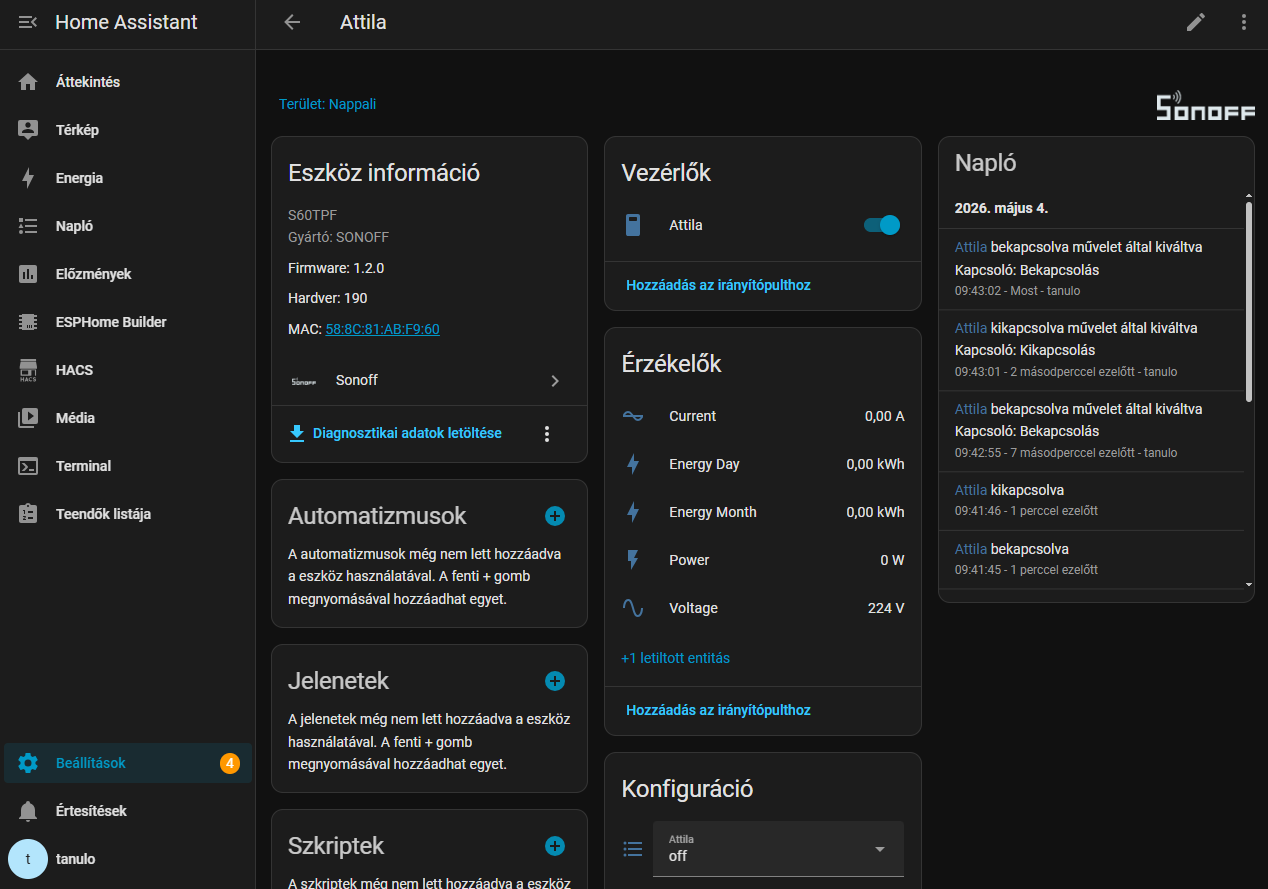 Home Assistant
Áttekintés
Térkép
Energia
Napló
Előzmények
ESPHome Builder
HACS
HACS
Média
Terminal
Teendők listája
Beállítások
4
Értesítések
t
tanulo
Attila
Terület: Nappali
SONOFF
Eszköz információ
S60TPF
Gyártó: SONOFF
Firmware: 1.2.0
Hardver: 190
MAC: 58:8C:81:AB:F9:60
SONOFF
Sonoff
Diagnosztikai adatok letöltése
Automatizmusok
A automatizmusok még nem lett hozzáadva
a eszköz használatával. A fenti + gomb
megnyomásával hozzáadhat egyet.
Jelenetek
A jelenetek még nem lett hozzáadva a eszköz
használatával. A fenti + gomb
megnyomásával hozzáadhat egyet.
Szkriptek
A szkriptek még nem lett hozzáadva a eszköz
Vezérlők
Attila
Hozzáadás az irányítópulthoz
Érzékelők
Current 0,00 A
Energy Day 0,00 kWh
Energy Month 0,00 kWh
Power 0 W
Voltage 224 V
+1 letiltott entitás
Hozzáadás az irányítópulthoz
Konfiguráció
Attila
off
Napló
2026. május 4.
Attila bekapcsolva művelet által kiváltva
Kapcsoló: Bekapcsolás
09:43:02 - Most - tanulo
Attila kikapcsolva művelet által kiváltva
Kapcsoló: Kikapcsolás
09:43:01 - 2 másodperccel ezelőtt - tanulo
Attila bekapcsolva művelet által kiváltva
Kapcsoló: Bekapcsolás
09:42:55 - 7 másodperccel ezelőtt - tanulo
Attila kikapcsolva
09:41:46 - 1 perccel ezelőtt
Attila bekapcsolva
09:41:45 - 1 perccel ezelőtt